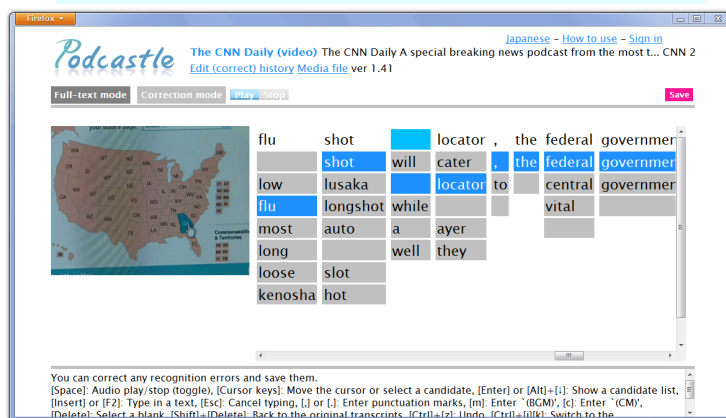 Firefox
Podcastle
Japanese – How to use – Sign in
The CNN Daily (video) The CNN Daily A special breaking news podcast from the most t... CNN 2
Edit (correct) history Media file ver 1.41
Full-text mode Correction mode Play Stop Save
flu shot locator , the federal governmen
shot will cater , the federal governmen
low lusaka locator to central governmen
flu longshot while vital
most auto a ayer
long well they
loose slot
kenosha hot
You can correct any recognition errors and save them.
[Space]: Audio play/stop (toggle), [Cursor keys]: Move the cursor or select a candidate, [Enter] or [Alt]+[↓]: Show a candidate list,
[Insert] or [F2]: Type in a text, [Esc]: Cancel typing, [,] or [.]: Enter punctuation marks, [m]: Enter `(BGM)', [c]: Enter `(CM)',
[Delete]: Select a blank, [Shift]+[Delete]: Back to the original transcripts, [Ctrl]+[z]: Undo, [Ctrl]+[i][k]: Switch to the